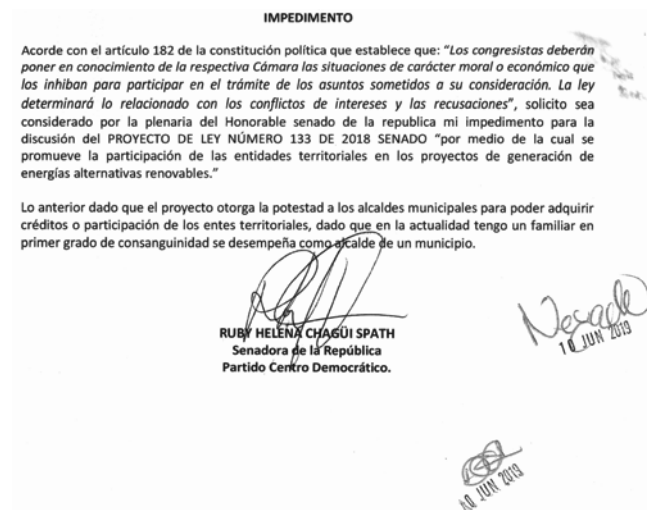 IMPEDIMENTO
Acorde con el artículo 182 de la constitución política que establece que: "Los congresistas deberán
poner en conocimiento de la respectiva Cámara las situaciones de carácter moral o económico que
los inhiban para participar en el trámite de los asuntos sometidos a su consideración. La ley
determinará lo relacionado con los conflictos de intereses y las recusaciones", solicito sea
considerado por la plenaria del Honorable senado de la republica mi impedimento para la
discusión del PROYECTO DE LEY NÚMERO 133 DE 2018 SENADO "por medio de la cual se
promueve la participación de las entidades territoriales en los proyectos de generación de
energías alternativas renovables."
Lo anterior dado que el proyecto otorga la potestad a los alcaldes municipales para poder adquirir
créditos o participación de los entes territoriales, dado que en la actualidad tengo un familiar en
primer grado de consanguinidad se desempeña como alcalde de un municipio.
RUBY HELENA CHAGÜI SPATH
Senadora de la República
Partido Centro Democrático.
Negado
10 JUN 2019
10 JUN 2019